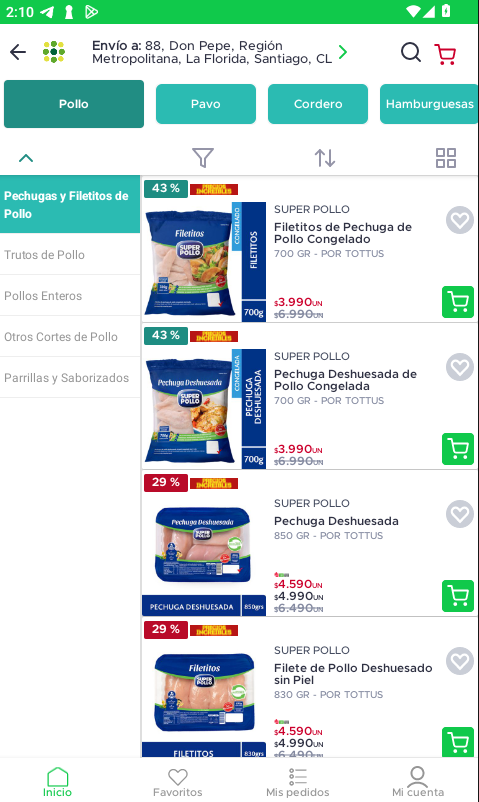 2:10
Envío a: 88, Don Pepe, Región
Metropolitana, La Florida, Santiago, CL
Pollo
Pavo
Cordero
Hamburguesas
Pechugas y Filetitos de
Pollo
Trutos de Pollo
Pollos Enteros
Otros Cortes de Pollo
Parrillas y Saborizados
43 %
PRECIOS INCREÍBLES
Filetitos
SUPER POLLO
CONGELADO
FILETITOS
700g
SUPER POLLO
Filetitos de Pechuga de
Pollo Congelado
700 GR - POR TOTTUS
$3.990UN
$6.990UN
43 %
PRECIOS INCREÍBLES
Pechuga Deshuesada
SUPER POLLO
CONGELADA
PECHUGA
DESHUESADA
700g
SUPER POLLO
Pechuga Deshuesada de
Pollo Congelada
700 GR - POR TOTTUS
$3.990UN
$6.990UN
29 %
PRECIOS INCREÍBLES
Pechuga Deshuesada
SUPER POLLO
PECHUGA DESHUESADA
850grs
SUPER POLLO
Pechuga Deshuesada
850 GR - POR TOTTUS
$4.590UN
$4.990UN
$6.490UN
29 %
PRECIOS INCREÍBLES
Filetitos
SUPER POLLO
FILETITOS
830grs
SUPER POLLO
Filete de Pollo Deshuesado
sin Piel
830 GR - POR TOTTUS
$4.590UN
$4.990UN
$6.490UN
Inicio
Favoritos
Mis pedidos
Mi cuenta